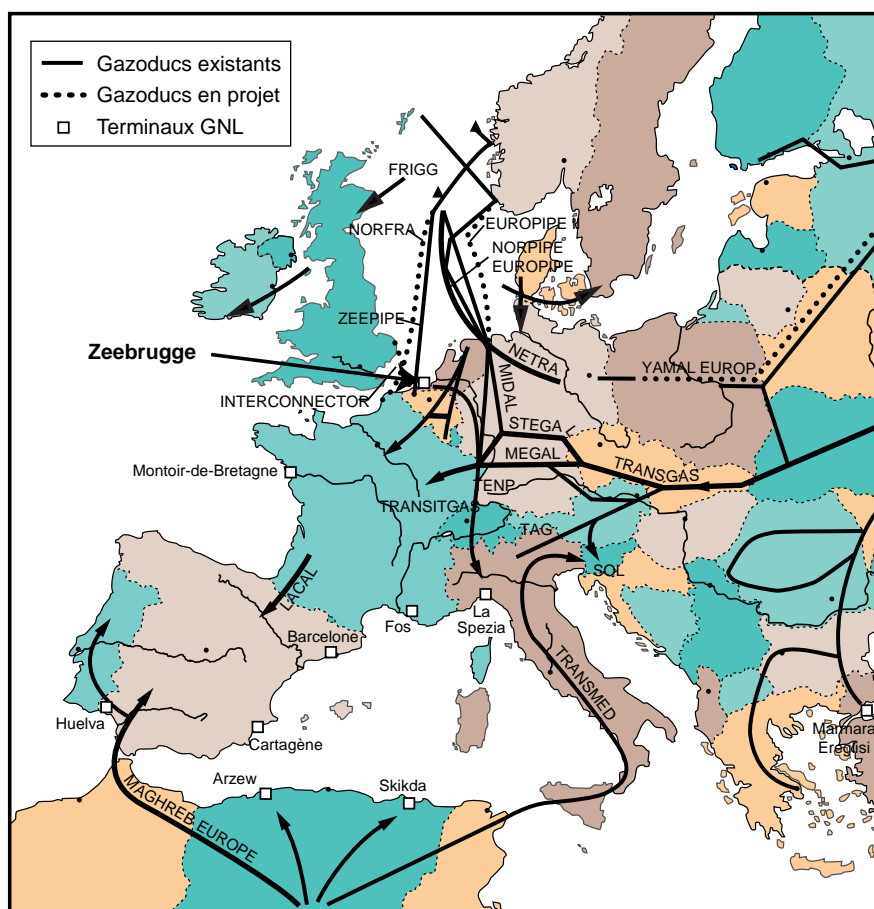 Gazoducs existants
Gazoducs en projet
Terminaux GNL
FRIGG
NORFRA
EUROPIPE II
NORPIPE
EUROPIPE
ZEEPIPE
Zeebrugge
NETRA
YAMAL EUROP.
INTERCONNECTOR
MIDAL
STEGAL
MEGAL
TRANSGAS
Montoir-de-Bretagne
TENP
TRANSITGAS
TAG
SOL
LACAL
Barcelone
Fos
La
Spezia
TRANSMED
Huelva
Cartagène
Marmara
Ereglisi
Arzew
Skikda
MAGHREB EUROPE